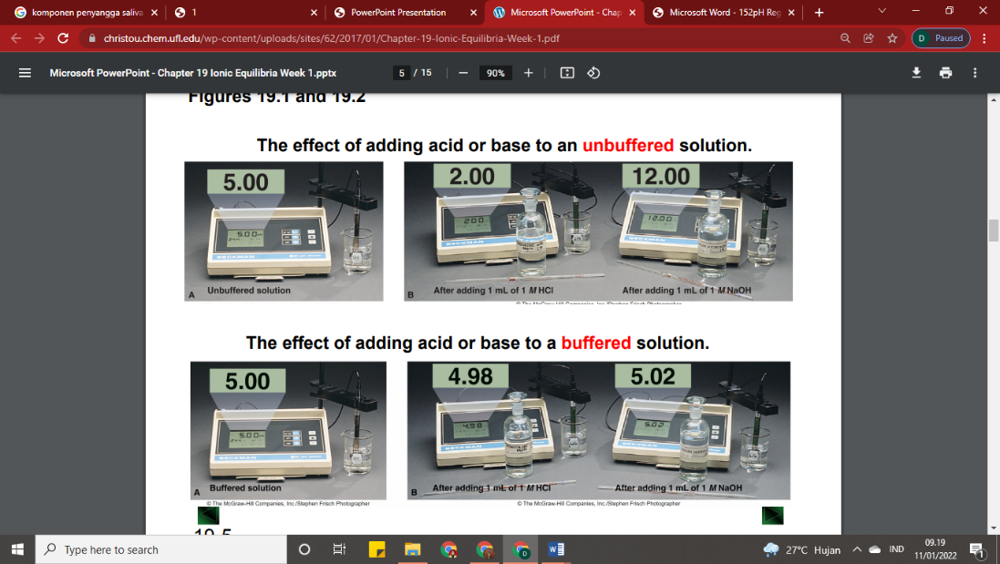 komponen penyangga saliva
1
PowerPoint Presentation
Microsoft PowerPoint - Chap
Microsoft Word - 152pH Reg
christou.chem.ufl.edu/wp-content/uploads/sites/62/2017/01/Chapter-19-Ionic-Equilibria-Week-1.pdf
D Paused
Microsoft PowerPoint - Chapter 19 Ionic Equilibria Week 1.pptx
5 / 15
90%
Figures 19.1 and 19.2
The effect of adding acid or base to an unbuffered solution.
5.00
2.00
12.00
5.00
2.00
12.00
BECKMAN
BECKMAN
BECKMAN
A
Unbuffered solution
B
After adding 1 mL of 1 M HCl
After adding 1 mL of 1 M NaOH
The effect of adding acid or base to a buffered solution.
5.00
4.98
5.02
5.00
4.98
5.02
BECKMAN
BECKMAN
BECKMAN
A
Buffered solution
B
After adding 1 mL of 1 M HCl
After adding 1 mL of 1 M NaOH
© The McGraw-Hill Companies, Inc./Stephen Frisch Photographer
© The McGraw-Hill Companies, Inc./Stephen Frisch Photographer
19-5
Type here to search
27°C Hujan
IND
09.19
11/01/2022
1